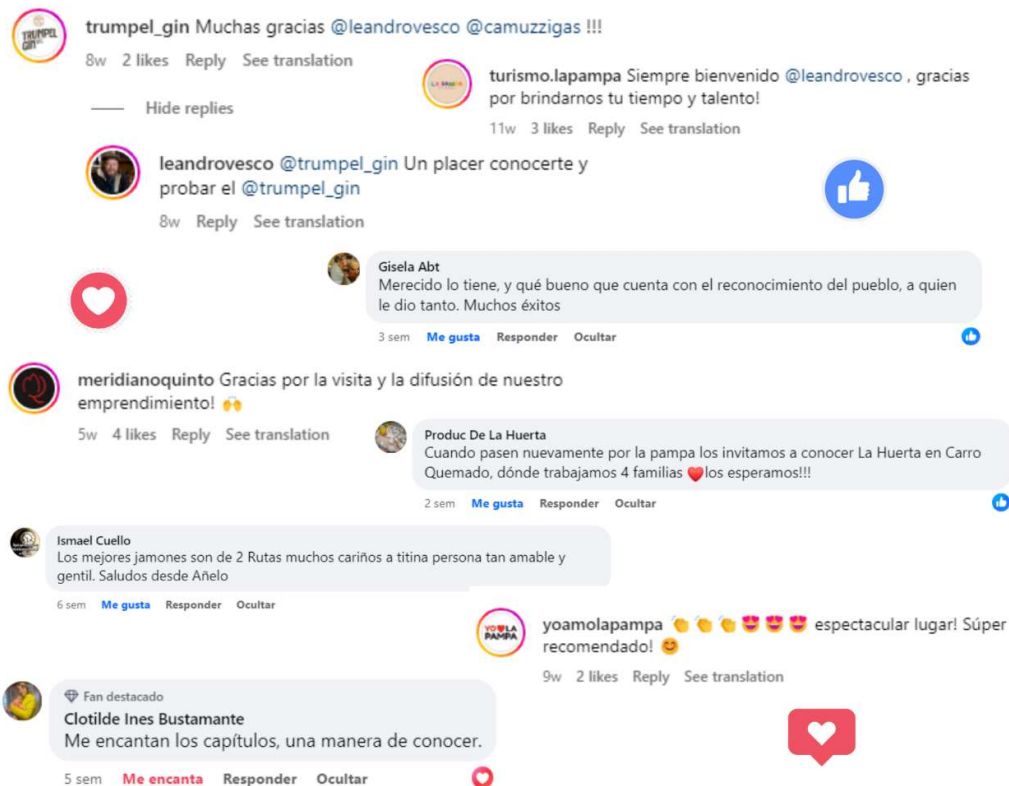 TRUMPEL
GIN
trumpel_gin Muchas gracias @leandrovesco @camuzzigas !!!
8w 2 likes Reply See translation
Hide replies
LA PAMPA
turismo.lapampa Siempre bienvenido @leandrovesco , gracias
por brindarnos tu tiempo y talento!
11w 3 likes Reply See translation
leandrovesco @trumpel_gin Un placer conocerte y
probar el @trumpel_gin
8w Reply See translation
Gisela Abt
Merecido lo tiene, y qué bueno que cuenta con el reconocimiento del pueblo, a quien
le dio tanto. Muchos éxitos
3 sem Me gusta Responder Ocultar
meridianoquinto Gracias por la visita y la difusión de nuestro
emprendimiento! 🙌
5w 4 likes Reply See translation
Produc De La Huerta
Cuando pasen nuevamente por la pampa los invitamos a conocer La Huerta en Carro
Quemado, dónde trabajamos 4 familias ♥️los esperamos!!!
2 sem Me gusta Responder Ocultar
Ismael Cuello
Los mejores jamones son de 2 Rutas muchos cariños a titina persona tan amable y
gentil. Saludos desde Añelo
6 sem Me gusta Responder Ocultar
YO♥LA
PAMPA
yoamolapampa 👏👏👏😍😍😍 espectacular lugar! Súper
recomendado! 😊
9w 2 likes Reply See translation
Fan destacado
Clotilde Ines Bustamante
Me encantan los capítulos, una manera de conocer.
5 sem Me encanta Responder Ocultar